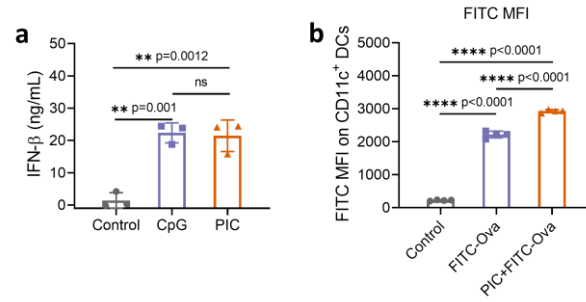 a
** p=0.0012
ns
** p=0.001
IFN-β (ng/mL)
50
40
30
20
10
0
Control
CpG
PIC
b
FITC MFI
**** p<0.0001
**** p<0.0001
**** p<0.0001
FITC MFI on CD11c⁺ DCs
5000
4000
3000
2000
1000
0
Control
FITC-Ova
PIC+FITC-Ova